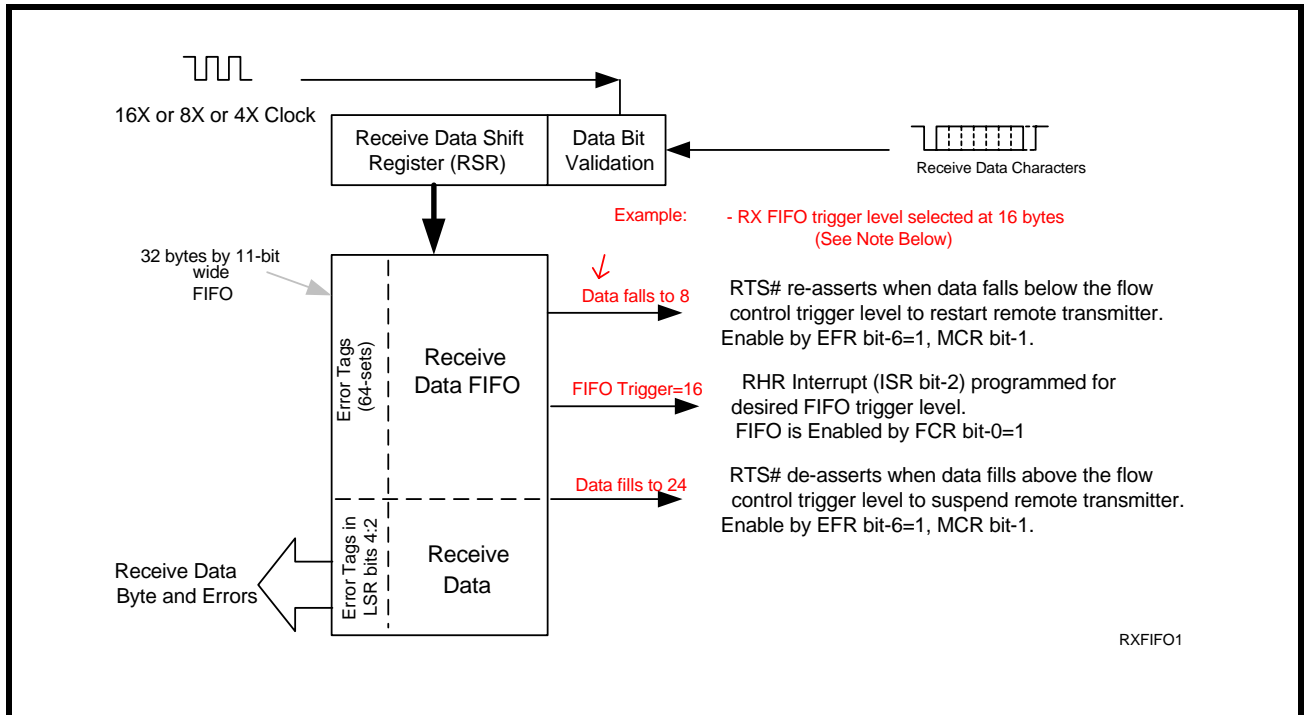 16X or 8X or 4X Clock
Receive Data Shift
Register (RSR)
Data Bit
Validation
Receive Data Characters
Example:
- RX FIFO trigger level selected at 16 bytes
(See Note Below)
32 bytes by 11-bit
wide
FIFO
Error Tags
(64-sets)
Receive
Data FIFO
Data falls to 8
RTS# re-asserts when data falls below the flow
control trigger level to restart remote transmitter.
Enable by EFR bit-6=1, MCR bit-1.
FIFO Trigger=16
RHR Interrupt (ISR bit-2) programmed for
desired FIFO trigger level.
FIFO is Enabled by FCR bit-0=1
Data fills to 24
RTS# de-asserts when data fills above the flow
control trigger level to suspend remote transmitter.
Enable by EFR bit-6=1, MCR bit-1.
Error Tags in
LSR bits 4:2
Receive
Data
Receive Data
Byte and Errors
RXFIFO1